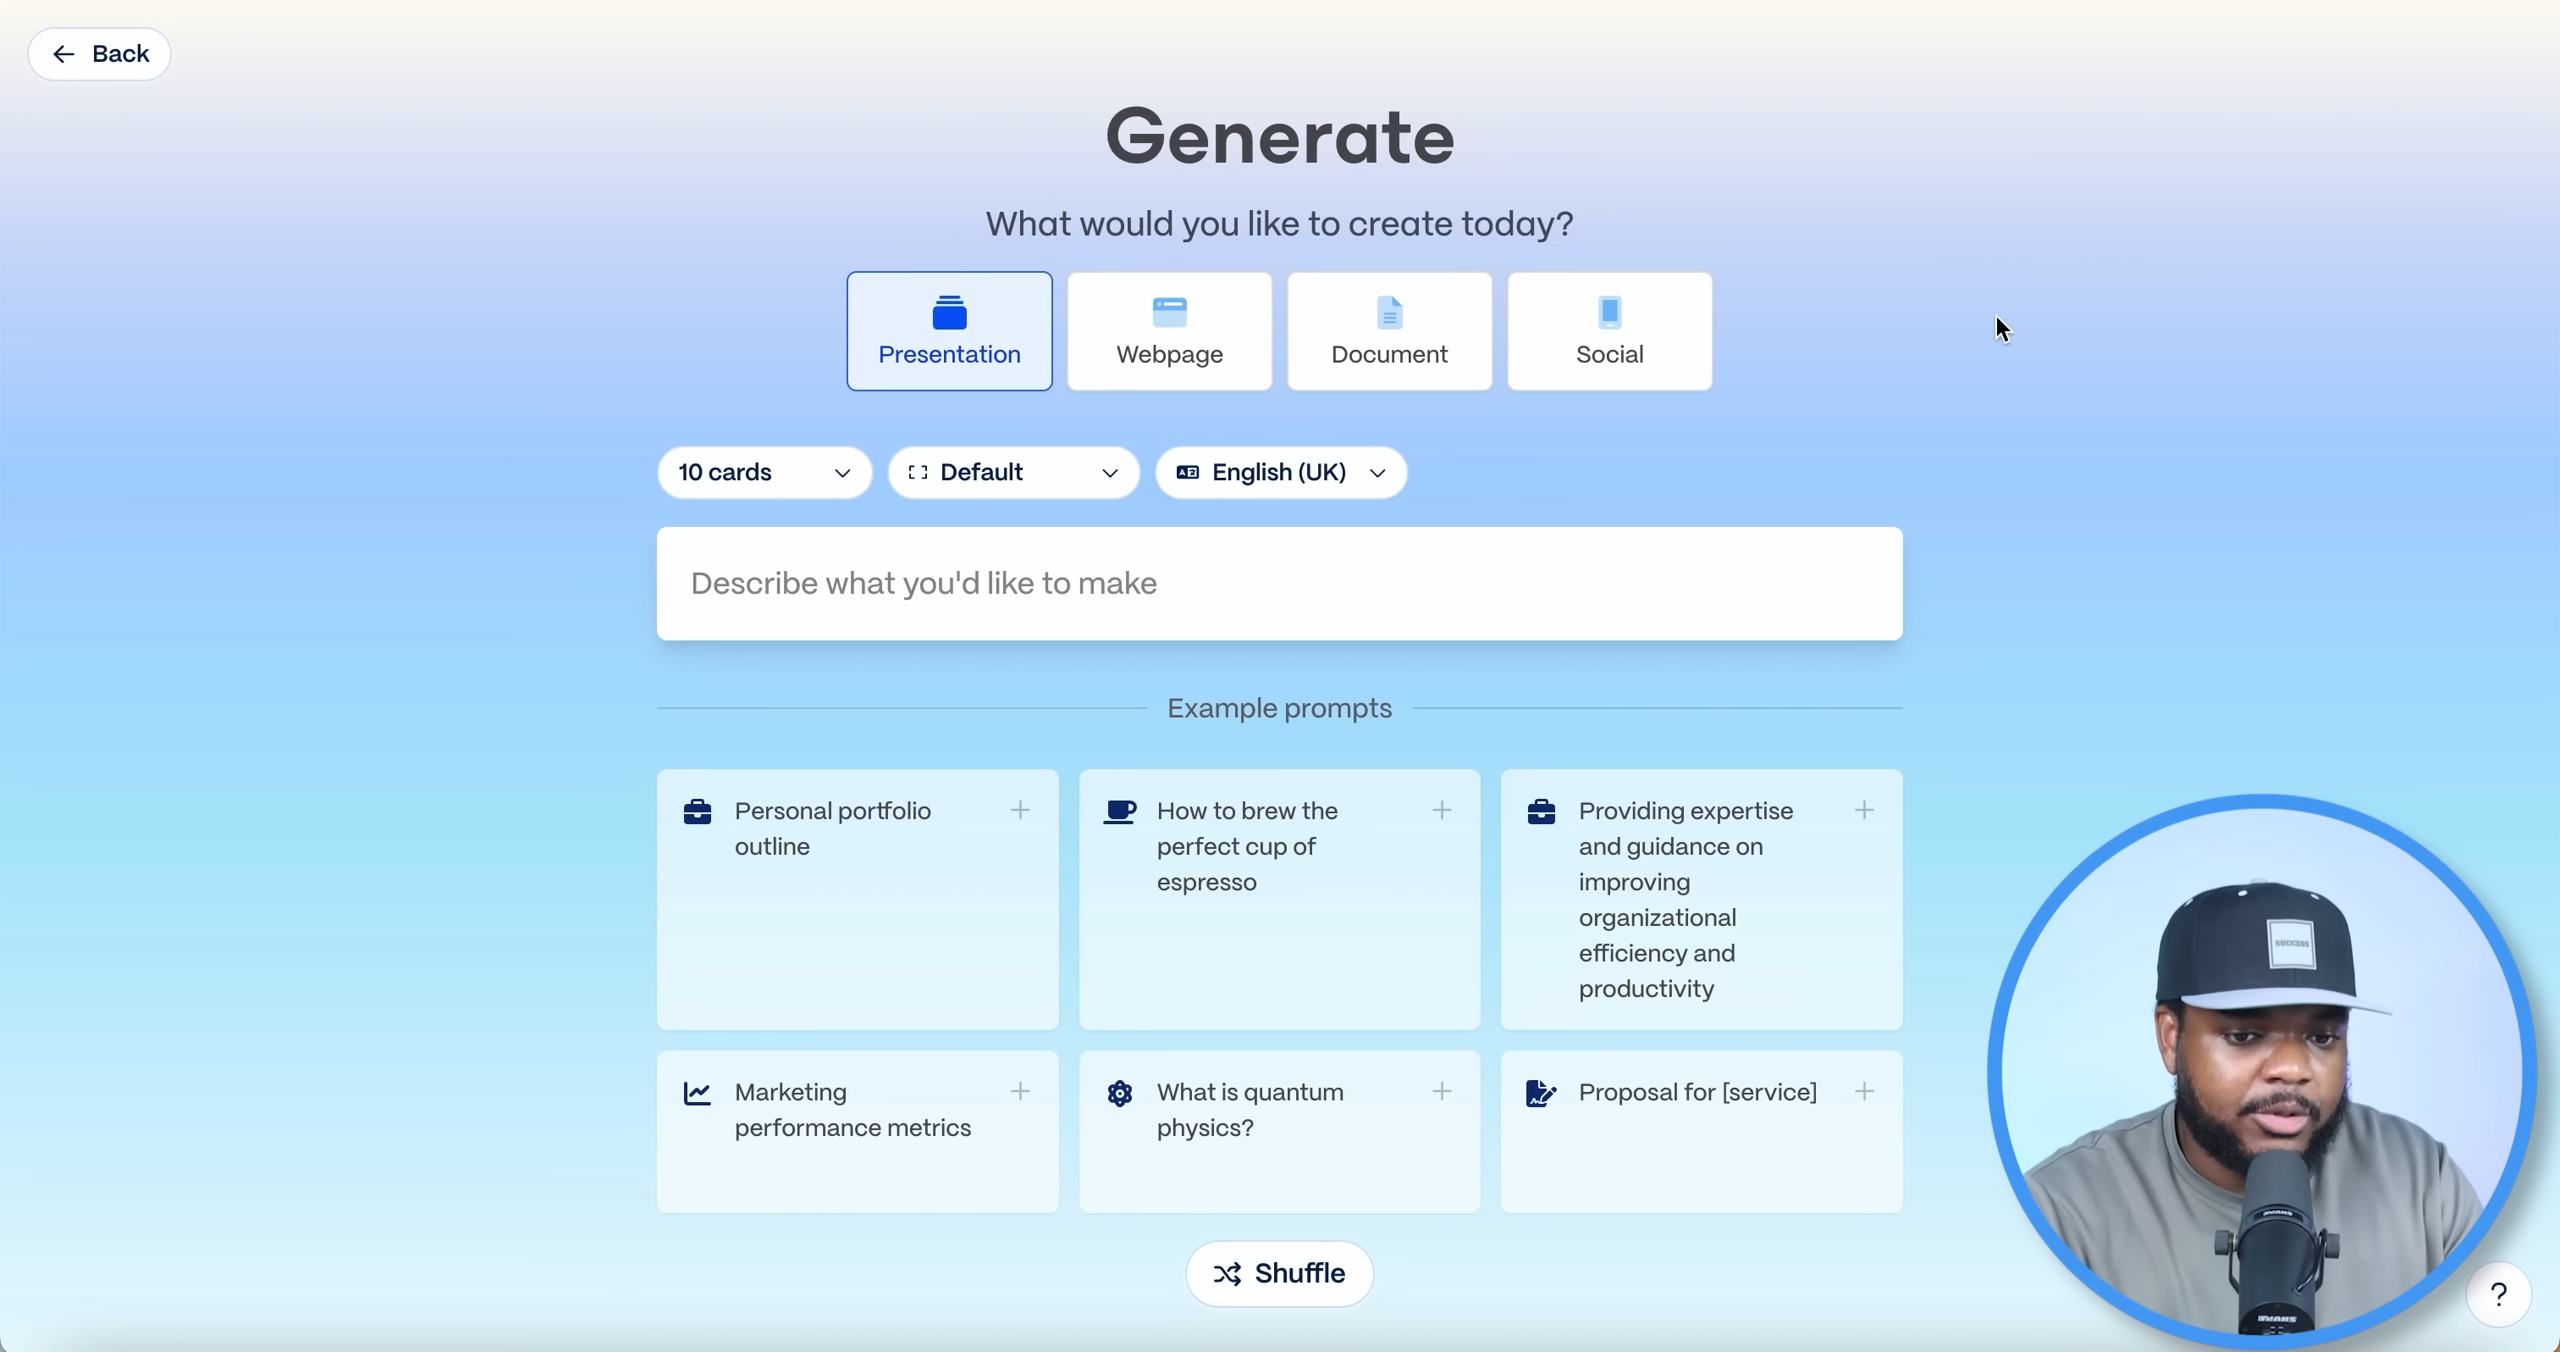 Back
Generate
What would you like to create today?
Presentation
Webpage
Document
Social
10 cards
Default
English (UK)
Describe what you'd like to make
Example prompts
Personal portfolio
outline
How to brew the
perfect cup of
espresso
Providing expertise
and guidance on
improving
organizational
efficiency and
productivity
Marketing
performance metrics
What is quantum
physics?
Proposal for [service]
Shuffle
SUCCESS
SHURE
SHURE
?